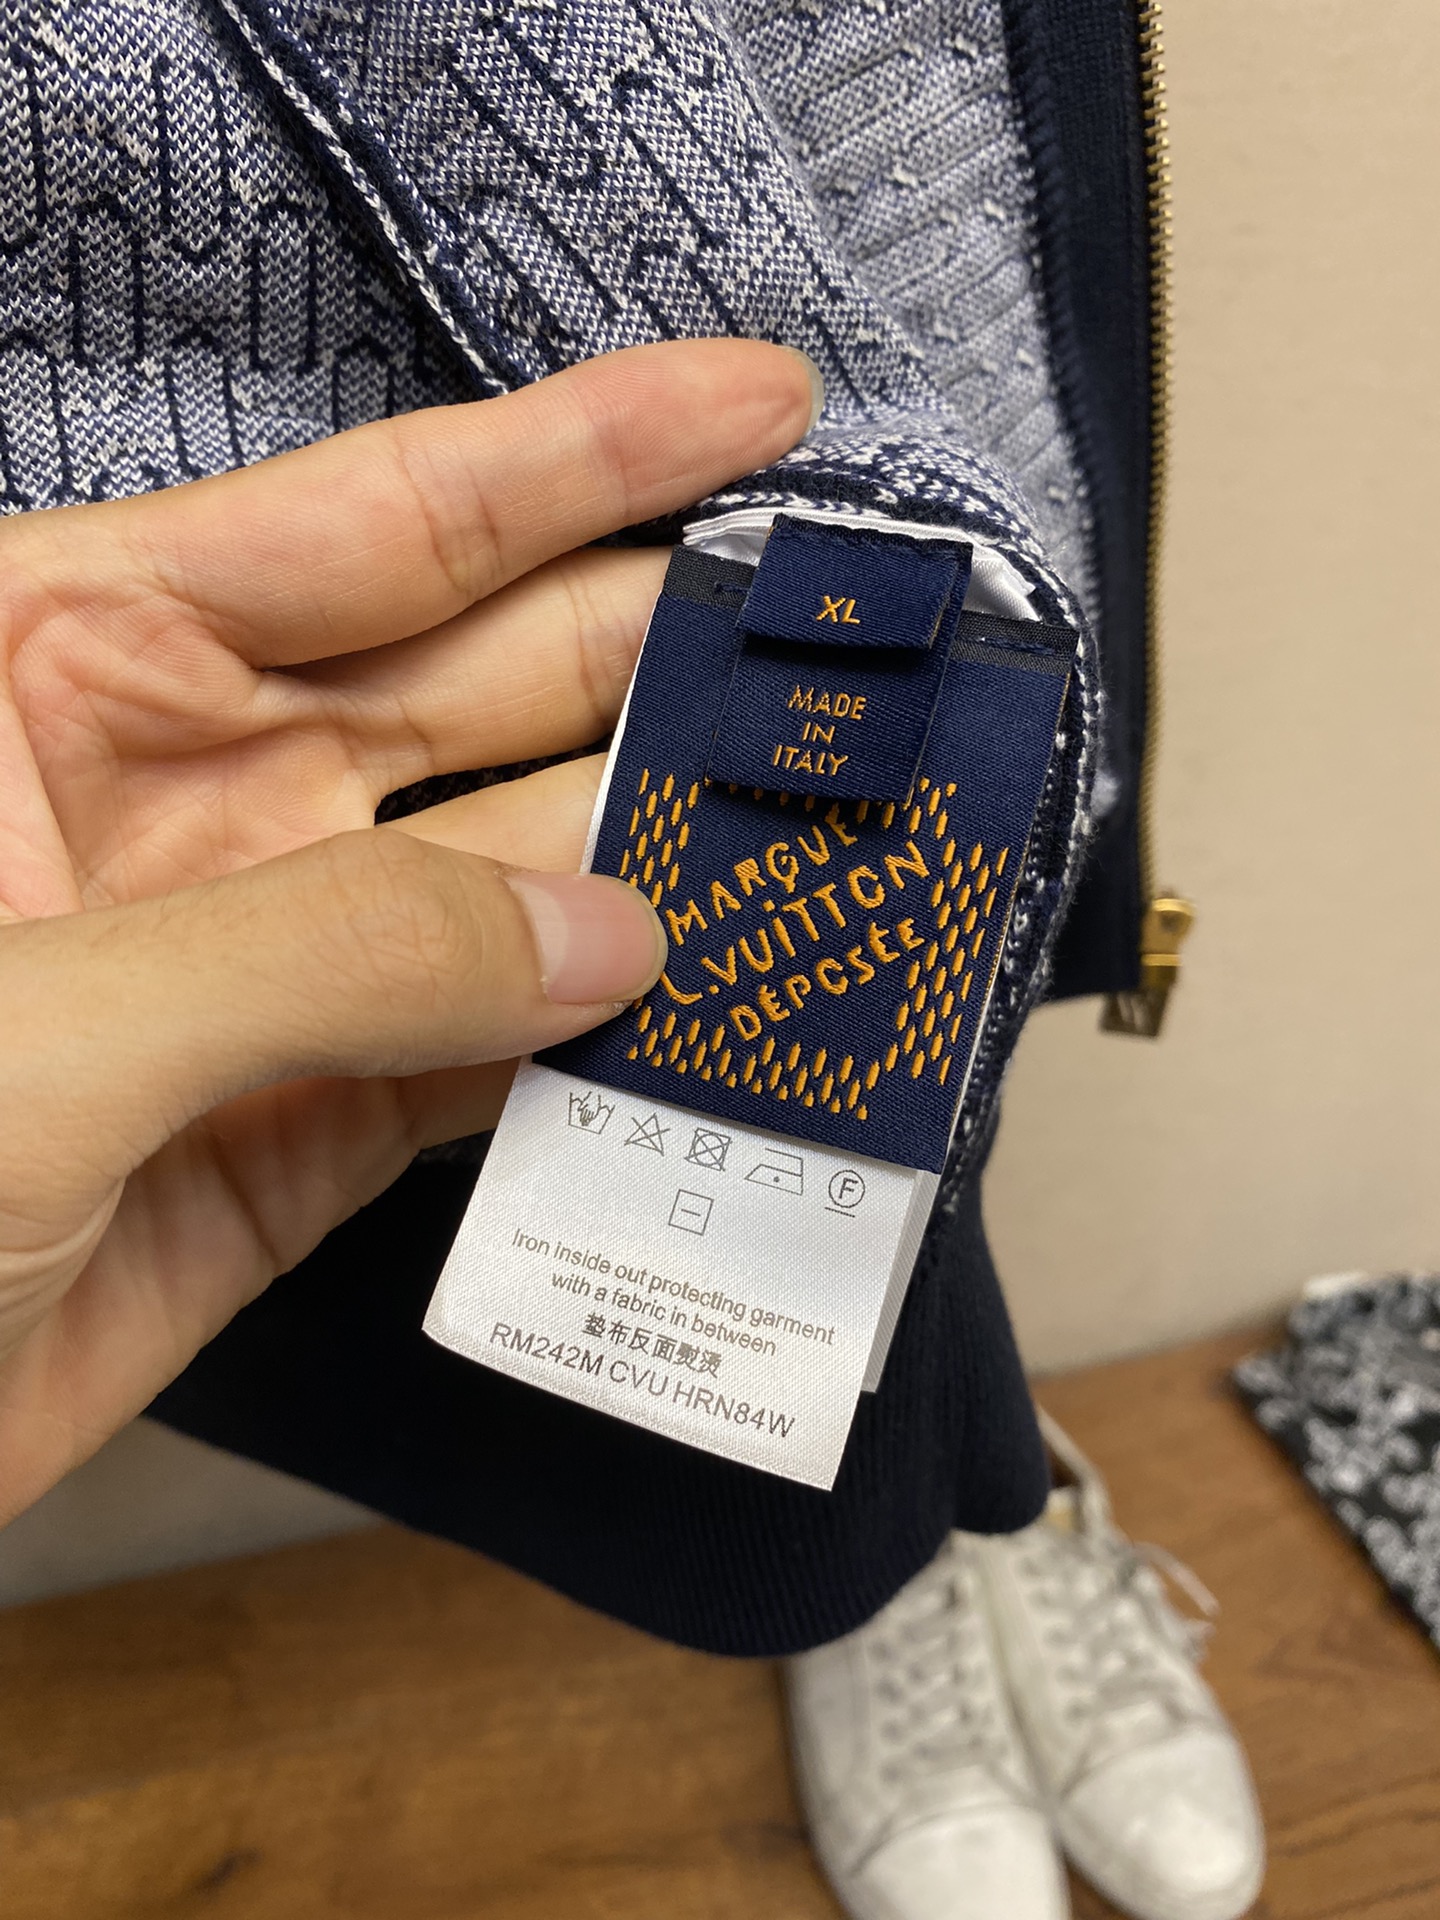 XL
MADE
IN
ITALY
MARQUE
L.VUITTON
DÉPOSÉE
F
Iron inside out protecting garment
with a fabric in between
垫布反面熨烫
RM242M CVU HRN84W